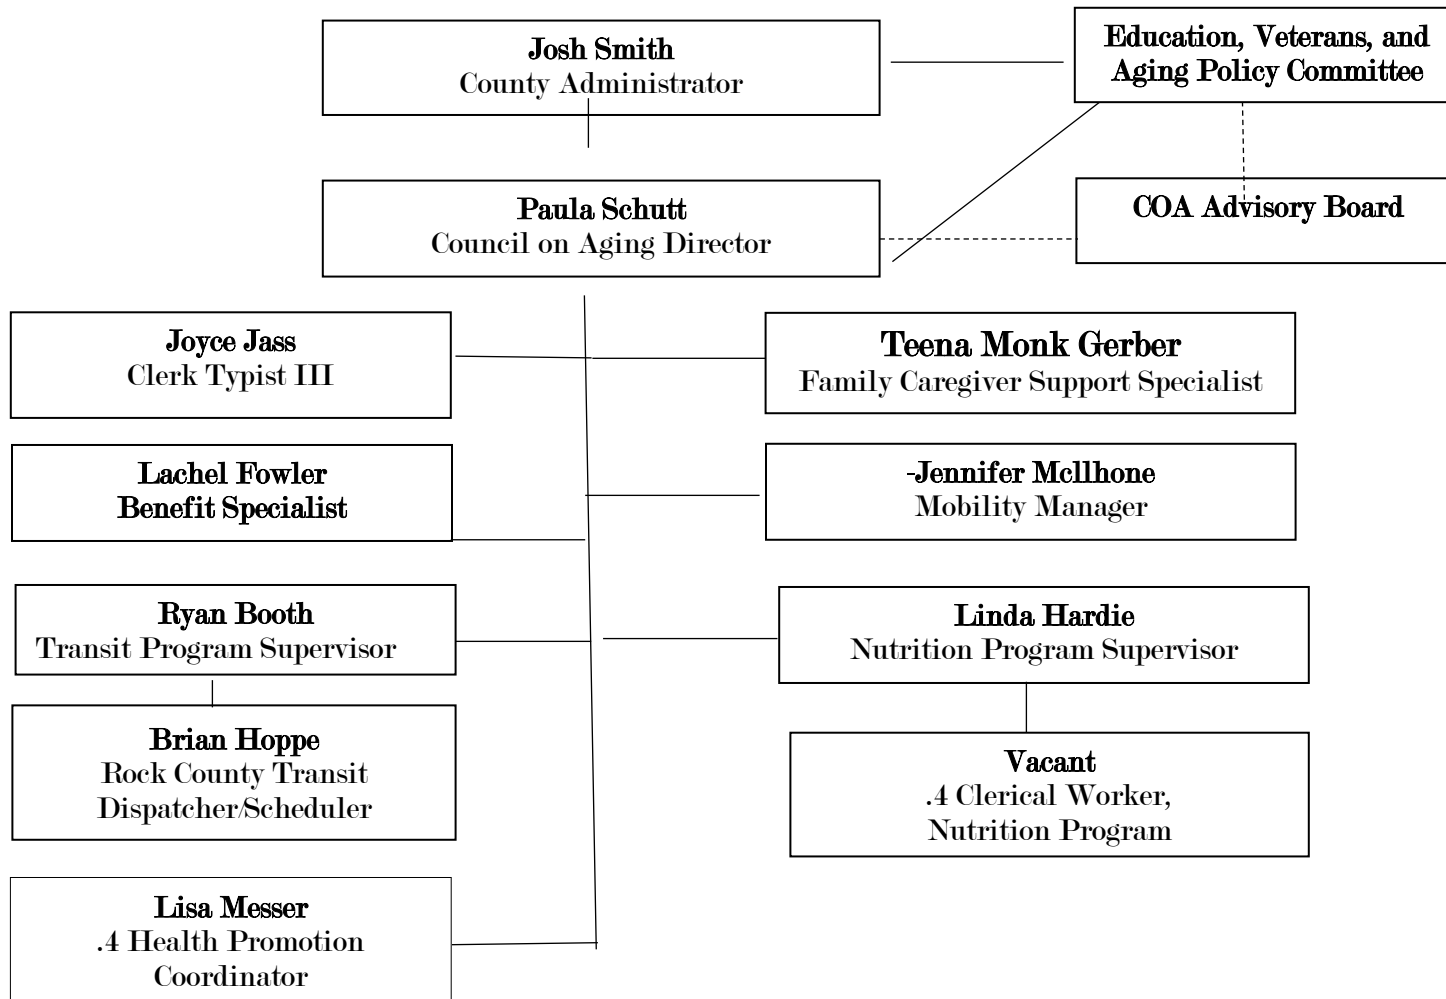 Josh Smith
County Administrator
Education, Veterans, and
Aging Policy Committee
Paula Schutt
Council on Aging Director
COA Advisory Board
Joyce Jass
Clerk Typist III
Teena Monk Gerber
Family Caregiver Support Specialist
Lachel Fowler
Benefit Specialist
-Jennifer McIlhone
Mobility Manager
Ryan Booth
Transit Program Supervisor
Linda Hardie
Nutrition Program Supervisor
Brian Hoppe
Rock County Transit
Dispatcher/Scheduler
Vacant
.4 Clerical Worker,
Nutrition Program
Lisa Messer
.4 Health Promotion
Coordinator